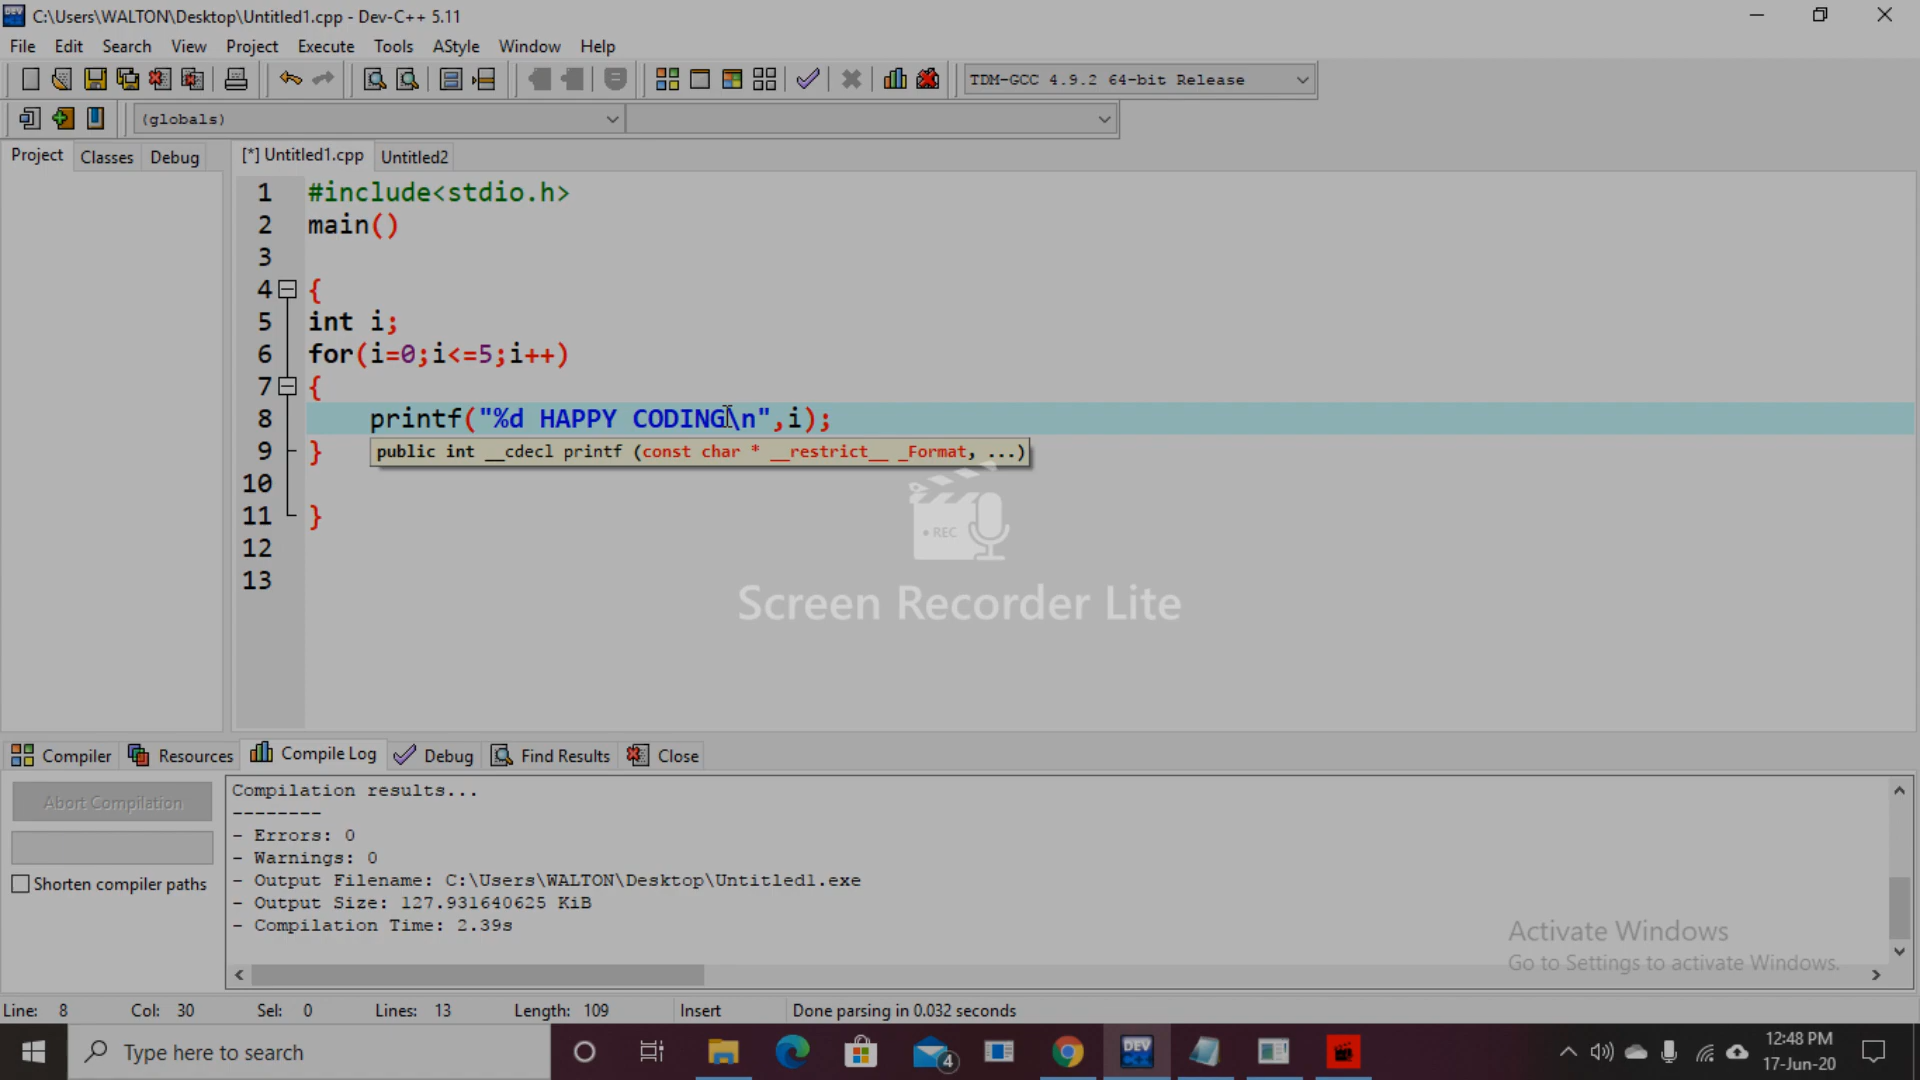 C:\Users\WALTON\Desktop\Untitled1.cpp - Dev-C++ 5.11
File Edit Search View Project Execute Tools AStyle Window Help
TDM-GCC 4.9.2 64-bit Release
(globals)
Project Classes Debug [*] Untitled1.cpp Untitled2
1 #include<stdio.h>
2 main()
3
4 {
5 int i;
6 for(i=0;i<=5;i++)
7 {
8 printf("%d HAPPY CODING\n",i);
9 }
public int __cdecl printf (const char * __restrict__ _Format, ...)
10
11 }
12
13
• REC
Screen Recorder Lite
Compiler Resources Compile Log Debug Find Results Close
Abort Compilation
Shorten compiler paths
Compilation results...
--------
- Errors: 0
- Warnings: 0
- Output Filename: C:\Users\WALTON\Desktop\Untitled1.exe
- Output Size: 127.931640625 KiB
- Compilation Time: 2.39s
Activate Windows
Go to Settings to activate Windows.
Line: 8 Col: 30 Sel: 0 Lines: 13 Length: 109 Insert Done parsing in 0.032 seconds
Type here to search
4
DEV
12:48 PM
17-Jun-20